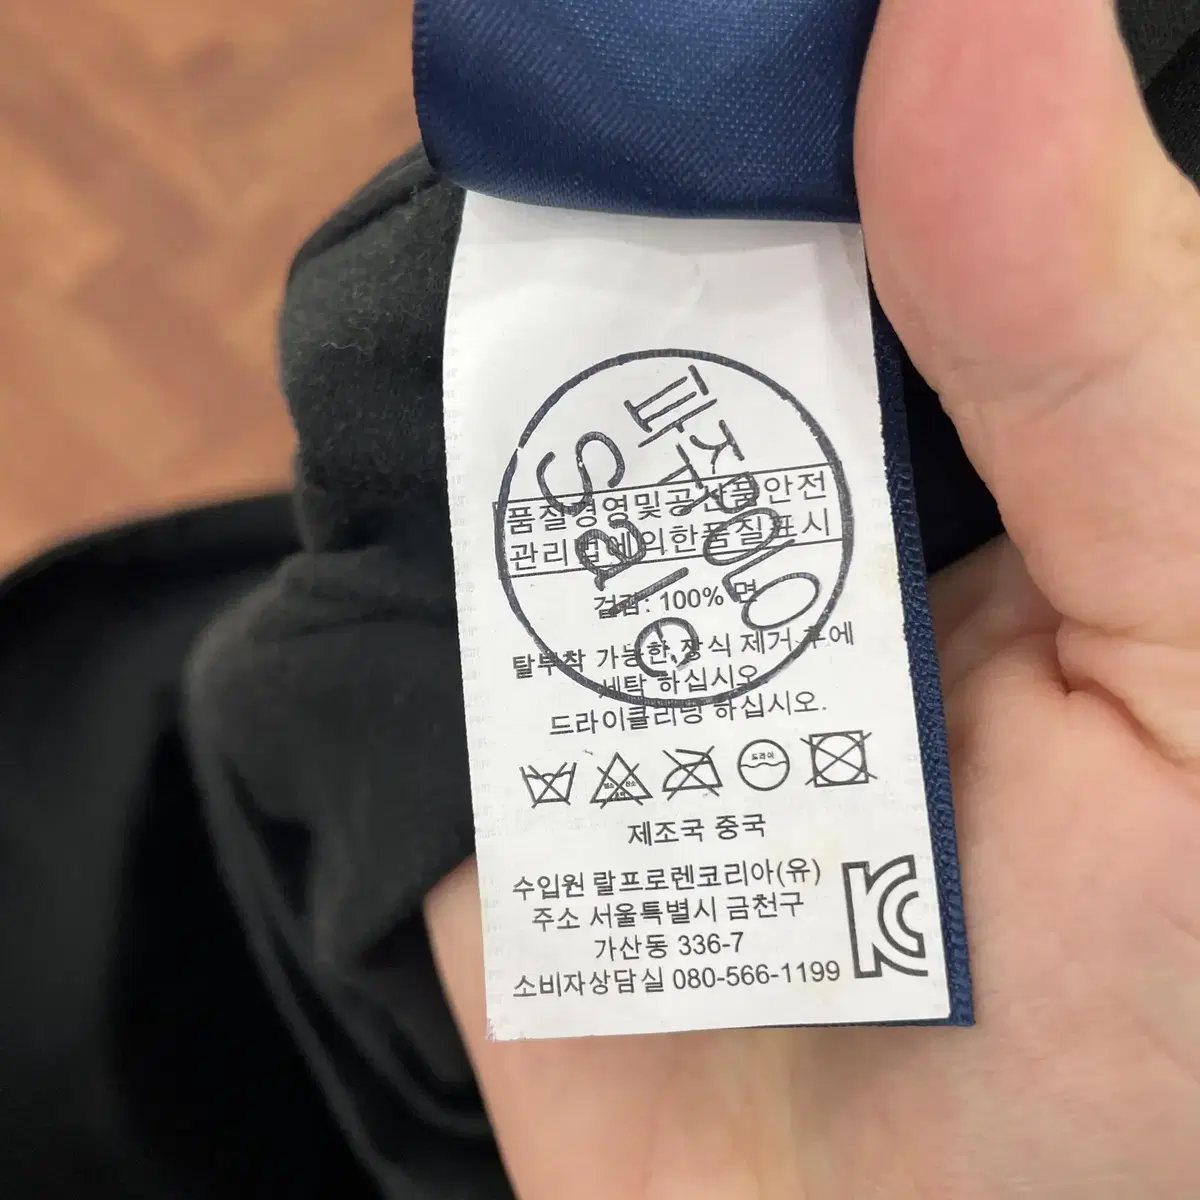 파주 POLO
Sale
품질경영및공산품안전
관리법에의한품질표시
겉감: 100% 면
탈부착 가능한 장식 제거 후에
세탁 하십시오.
드라이클리닝 하십시오.
드라이
제조국 중국
수입원 랄프로렌코리아(유)
주소 서울특별시 금천구
가산동 336-7
소비자상담실 080-566-1199